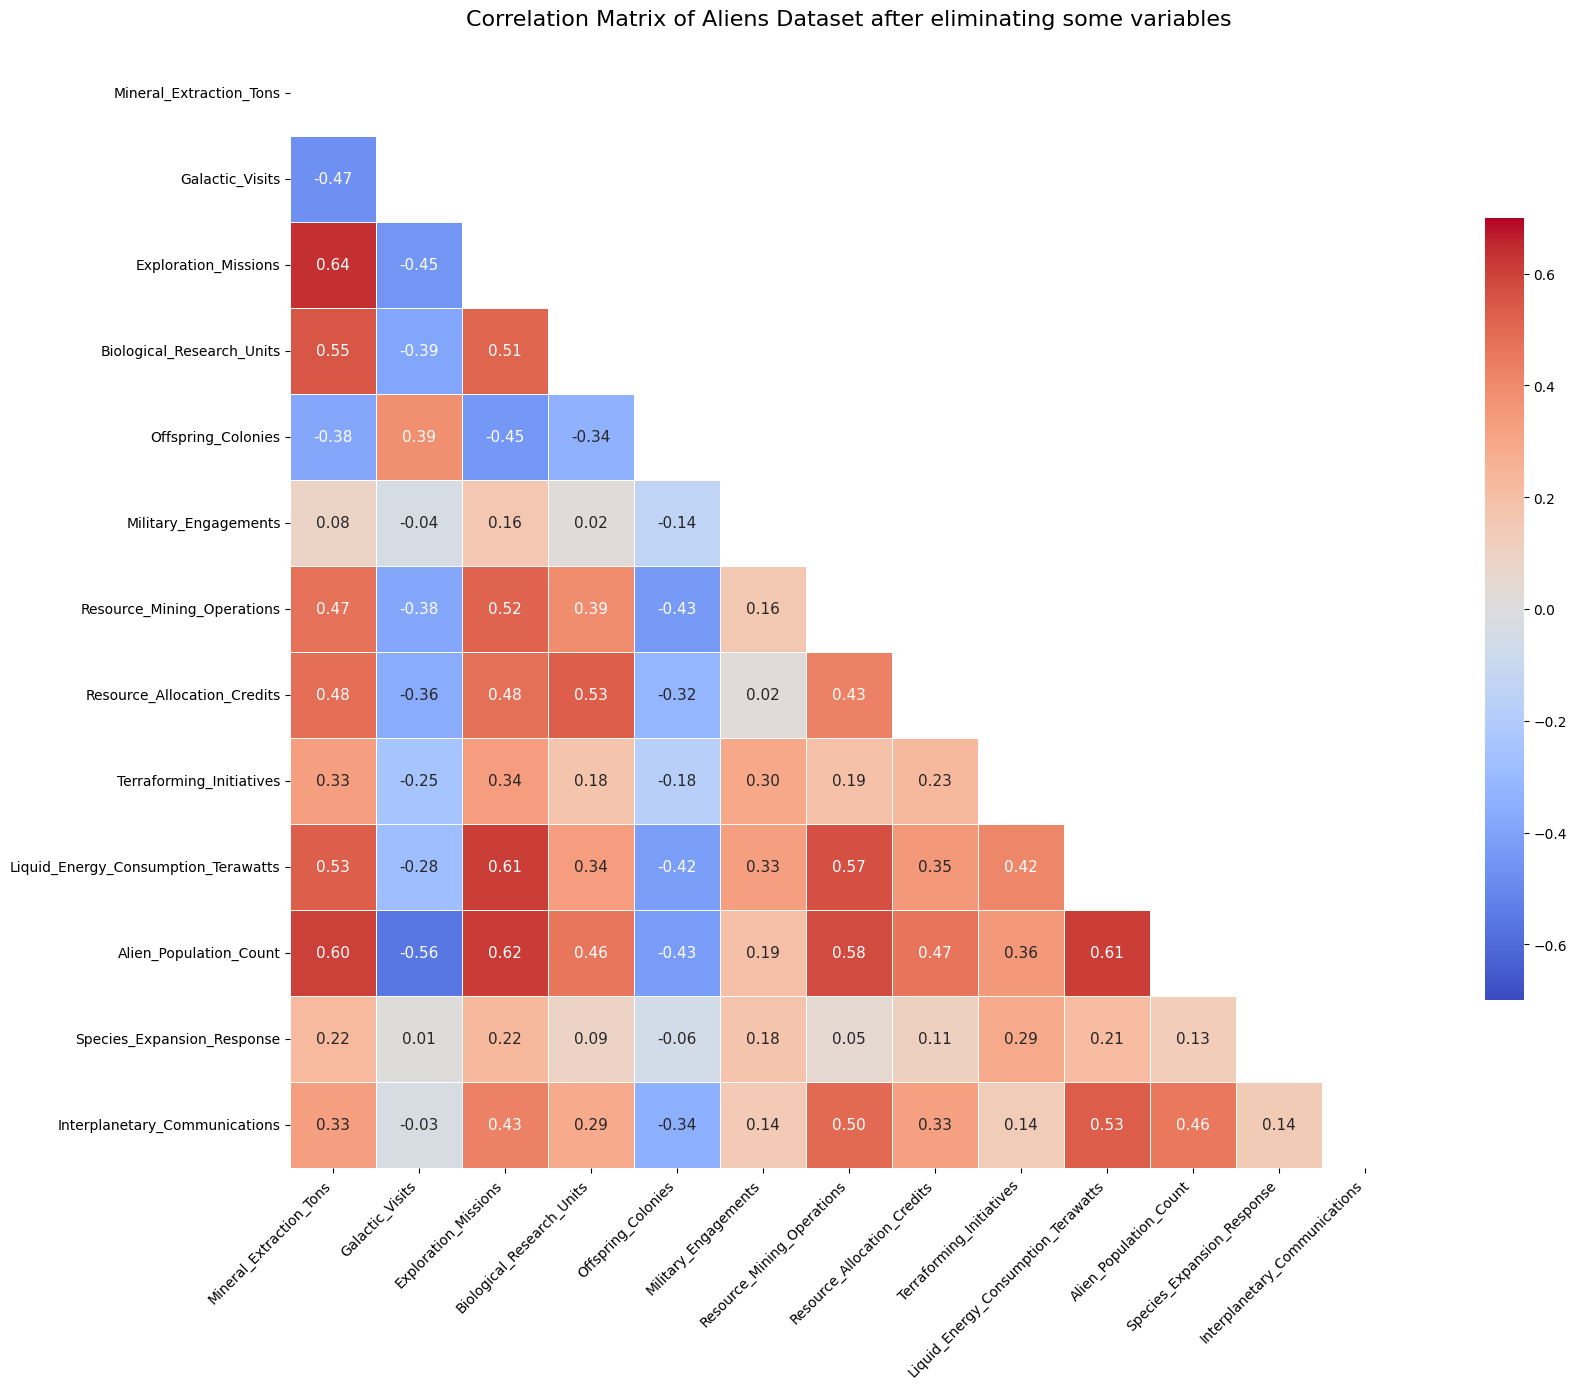 Correlation Matrix of Aliens Dataset after eliminating some variables
Mineral_Extraction_Tons
Galactic_Visits -0.47
Exploration_Missions 0.64 -0.45
Biological_Research_Units 0.55 -0.39 0.51
Offspring_Colonies -0.38 0.39 -0.45 -0.34
Military_Engagements 0.08 -0.04 0.16 0.02 -0.14
Resource_Mining_Operations 0.47 -0.38 0.52 0.39 -0.43 0.16
Resource_Allocation_Credits 0.48 -0.36 0.48 0.53 -0.32 0.02 0.43
Terraforming_Initiatives 0.33 -0.25 0.34 0.18 -0.18 0.30 0.19 0.23
Liquid_Energy_Consumption_Terawatts 0.53 -0.28 0.61 0.34 -0.42 0.33 0.57 0.35 0.42
Alien_Population_Count 0.60 -0.56 0.62 0.46 -0.43 0.19 0.58 0.47 0.36 0.61
Species_Expansion_Response 0.22 0.01 0.22 0.09 -0.06 0.18 0.05 0.11 0.29 0.21 0.13
Interplanetary_Communications 0.33 -0.03 0.43 0.29 -0.34 0.14 0.50 0.33 0.14 0.53 0.46 0.14
Mineral_Extraction_Tons
Galactic_Visits
Exploration_Missions
Biological_Research_Units
Offspring_Colonies
Military_Engagements
Resource_Mining_Operations
Resource_Allocation_Credits
Terraforming_Initiatives
Liquid_Energy_Consumption_Terawatts
Alien_Population_Count
Species_Expansion_Response
Interplanetary_Communications
0.6
0.4
0.2
0.0
-0.2
-0.4
-0.6